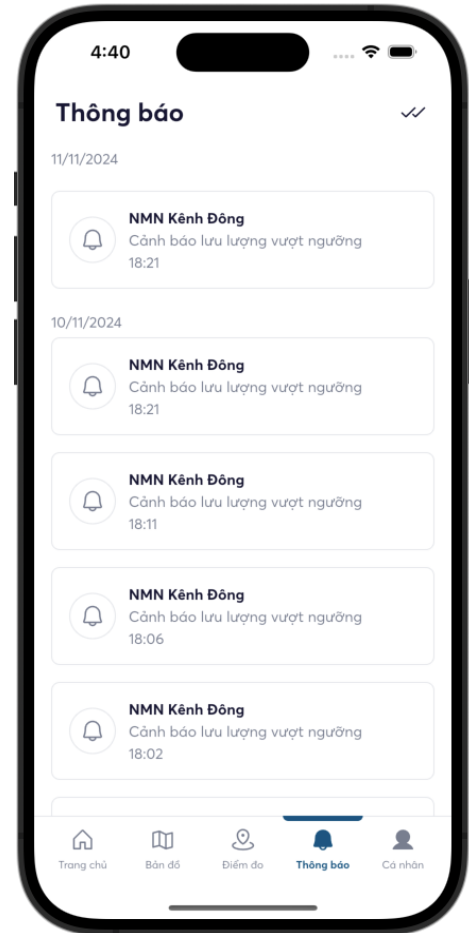 4:40
Thông báo
11/11/2024
NMN Kênh Đông
Cảnh báo lưu lượng vượt ngưỡng
18:21
10/11/2024
NMN Kênh Đông
Cảnh báo lưu lượng vượt ngưỡng
18:21
NMN Kênh Đông
Cảnh báo lưu lượng vượt ngưỡng
18:11
NMN Kênh Đông
Cảnh báo lưu lượng vượt ngưỡng
18:06
NMN Kênh Đông
Cảnh báo lưu lượng vượt ngưỡng
18:02
Trang chủ Bản đồ Điểm đo Thông báo Cá nhân